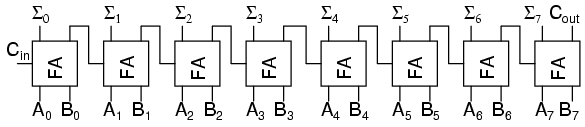 Σ0 Σ1 Σ2 Σ3 Σ4 Σ5 Σ6 Σ7 Cout
Cin FA FA FA FA FA FA FA FA
A0 B0 A1 B1 A2 B2 A3 B3 A4 B4 A5 B5 A6 B6 A7 B7